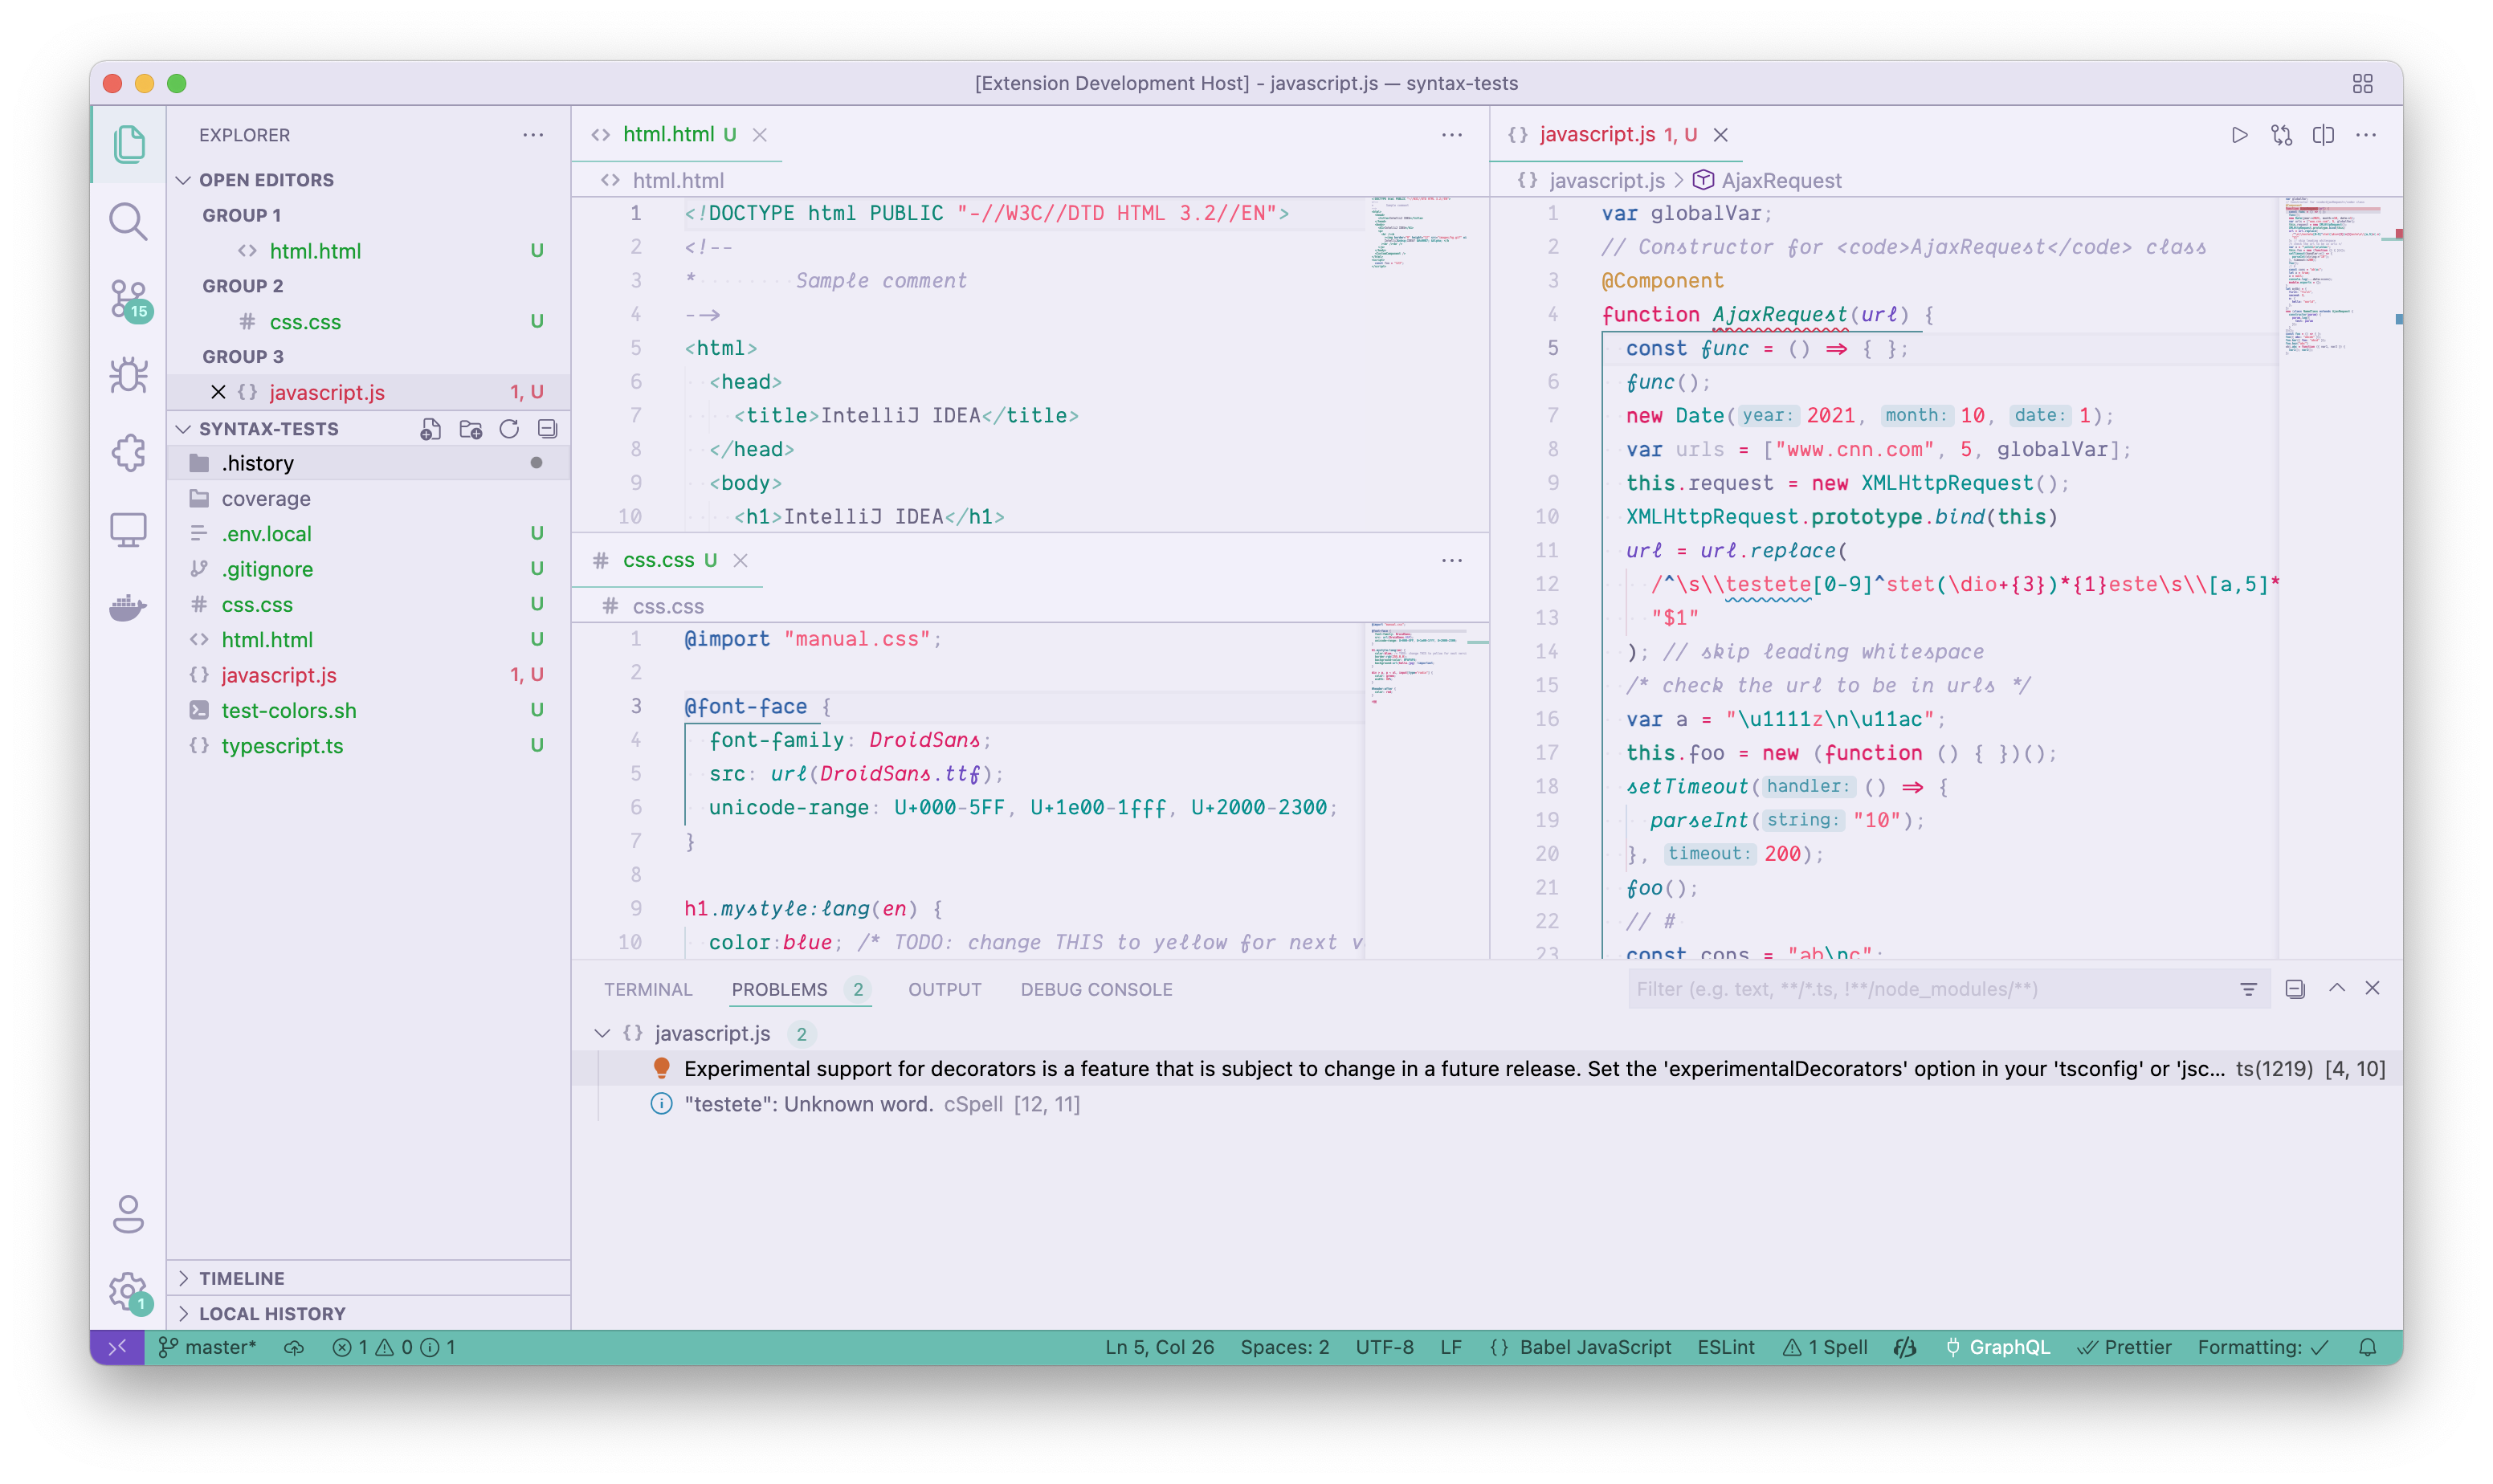 [Extension Development Host] - javascript.js — syntax-tests
EXPLORER
OPEN EDITORS
GROUP 1
html.html U
GROUP 2
css.css U
GROUP 3
javascript.js 1, U
SYNTAX-TESTS
.history
coverage
.env.local U
.gitignore U
css.css U
html.html U
javascript.js 1, U
test-colors.sh U
typescript.ts U
TIMELINE
LOCAL HISTORY
15
1
html.html U
html.html
1 <!DOCTYPE html PUBLIC "-//W3C//DTD HTML 3.2//EN">
2 <!--
3 * Sample comment
4 -->
5 <html>
6 <head>
7 <title>IntelliJ IDEA</title>
8 </head>
9 <body>
10 <h1>IntelliJ IDEA</h1>
css.css U
css.css
1 @import "manual.css";
2
3 @font-face {
4 font-family: DroidSans;
5 src: url(DroidSans.ttf);
6 unicode-range: U+000-5FF, U+1e00-1fff, U+2000-2300;
7 }
8
9 h1.mystyle:lang(en) {
10 color:blue; /* TODO: change THIS to yellow for next v
javascript.js 1, U
javascript.js > AjaxRequest
1 var globalVar;
2 // Constructor for <code>AjaxRequest</code> class
3 @Component
4 function AjaxRequest(url) {
5 const func = () => { };
6 func();
7 new Date(year: 2021, month: 10, date: 1);
8 var urls = ["www.cnn.com", 5, globalVar];
9 this.request = new XMLHttpRequest();
10 XMLHttpRequest.prototype.bind(this)
11 url = url.replace(
12 /^\s\\testete[0-9]^stet(\dio+{3})*{1}este\s\\[a,5]*
13 "$1"
14 ); // skip leading whitespace
15 /* check the url to be in urls */
16 var a = "\u1111z\n\u11ac";
17 this.foo = new (function () { })();
18 setTimeout(handler: () => {
19 parseInt(string: "10");
20 }, timeout: 200);
21 foo();
22 // #
23 const cons = "ab\nc";
TERMINAL PROBLEMS 2 OUTPUT DEBUG CONSOLE
Filter (e.g. text, **/*.ts, !**/node_modules/**)
javascript.js 2
Experimental support for decorators is a feature that is subject to change in a future release. Set the 'experimentalDecorators' option in your 'tsconfig' or 'jsc... ts(1219) [4, 10]
"testete": Unknown word. cSpell [12, 11]
master* 1 0 1 Ln 5, Col 26 Spaces: 2 UTF-8 LF {} Babel JavaScript ESLint 1 Spell GraphQL Prettier Formatting: